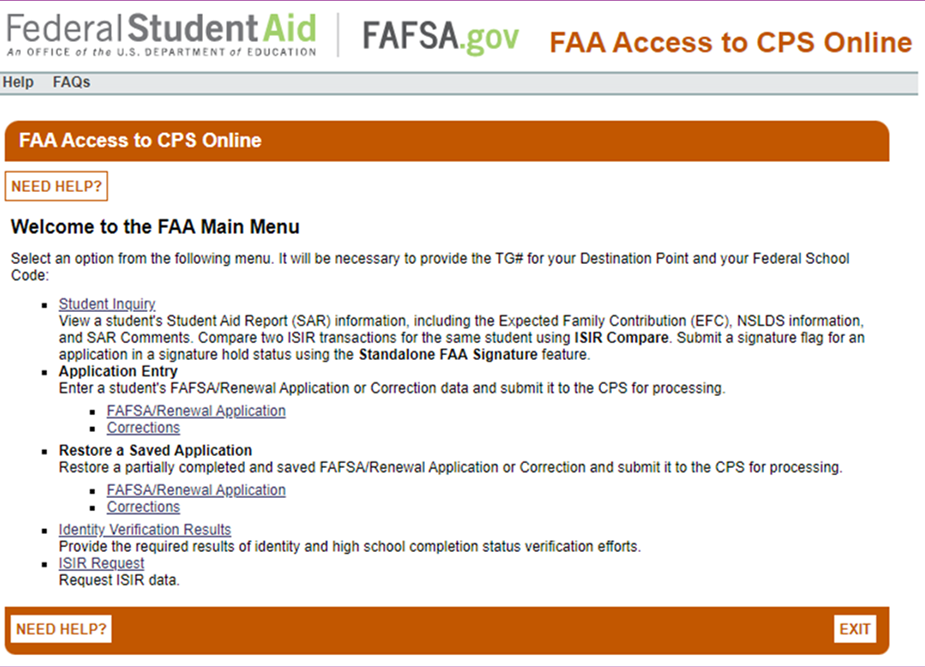 Federal Student Aid
An OFFICE of the U.S. DEPARTMENT of EDUCATION
FAFSA.gov
FAA Access to CPS Online
Help FAQs
FAA Access to CPS Online
NEED HELP?
Welcome to the FAA Main Menu
Select an option from the following menu. It will be necessary to provide the TG# for your Destination Point and your Federal School
Code:
Student Inquiry
View a student's Student Aid Report (SAR) information, including the Expected Family Contribution (EFC), NSLDS information,
and SAR Comments. Compare two ISIR transactions for the same student using ISIR Compare. Submit a signature flag for an
application in a signature hold status using the Standalone FAA Signature feature.
Application Entry
Enter a student's FAFSA/Renewal Application or Correction data and submit it to the CPS for processing.
FAFSA/Renewal Application
Corrections
Restore a Saved Application
Restore a partially completed and saved FAFSA/Renewal Application or Correction and submit it to the CPS for processing.
FAFSA/Renewal Application
Corrections
Identity Verification Results
Provide the required results of identity and high school completion status verification efforts.
ISIR Request
Request ISIR data.
NEED HELP?
EXIT